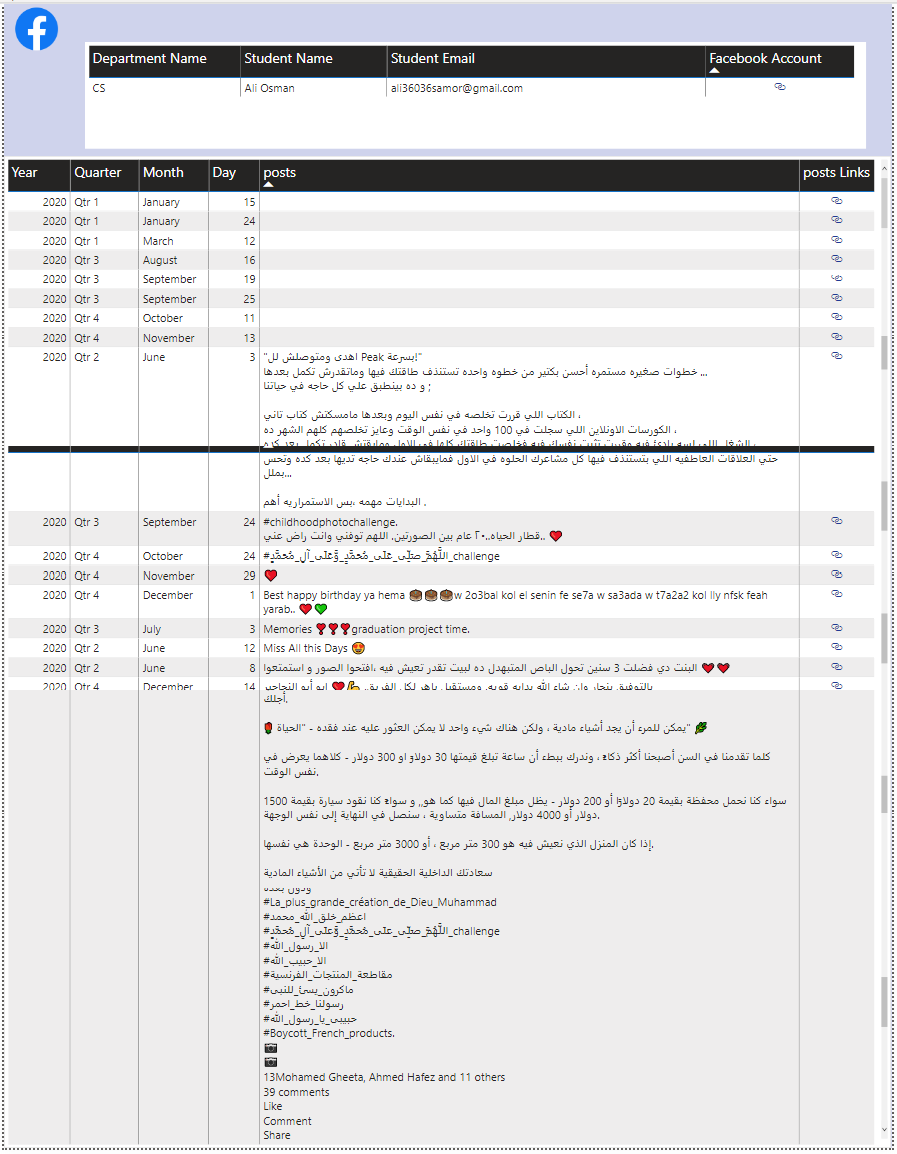 Department Name Student Name Student Email Facebook Account
CS Ali Osman ali36036samor@gmail.com
Year Quarter Month Day posts posts Links
2020 Qtr 1 January 15
2020 Qtr 1 January 24
2020 Qtr 1 March 12
2020 Qtr 3 August 16
2020 Qtr 3 September 19
2020 Qtr 3 September 25
2020 Qtr 4 October 11
2020 Qtr 4 November 13
2020 Qtr 2 June 3 "اهدى ومتوصلش لل Peak بسرعة!"
خطوات صغيره مستمره أحسن بكتير من خطوه واحده تستنذف طاقتك فيها وماتقدرش تكمل بعدها ...
و ده بينطبق علي كل حاجه في حياتنا ;
الكتاب اللي قررت تخلصه في نفس اليوم وبعدها مامسكتش كتاب تاني ،
الكورسات الاونلاين اللي سجلت في 100 واحد في نفس الوقت وعايز تخلصهم كلهم الشهر ده ،
حتي العلاقات العاطفيه اللي بتستنذف فيها كل مشاعرك الحلوه في الاول فمايبقاش عندك حاجه تديها بعد كده وتحس
بملل...
البدايات مهمه ،بس الاستمراريه أهم .
2020 Qtr 3 September 24 #childhoodphotochallenge.
قطار الحياه..٢٠ عام بين الصورتين. اللهم توفني وانت راض عني..
2020 Qtr 4 October 24 #اللَّهُمَّ_صَلِّ_عَلَى_مُحَمَّدٍ_وَّعَلَى_آلِ_مُحَمَّدٍ_challenge
2020 Qtr 4 November 29 ❤
2020 Qtr 4 December 1 Best happy birthday ya hema 🎂🎂🎂w 2o3bal kol el senin fe se7a w sa3ada w t7a2a2 kol lly nfsk feah
yarab.. ❤💚
2020 Qtr 3 July 3 Memories ❣❣❣graduation project time.
2020 Qtr 2 June 12 Miss All this Days 😍
2020 Qtr 2 June 8 البنت دي فضلت 3 سنين تحول الباص المتبهدل ده لبيت تقدر تعيش فيه ،افتحوا الصور و استمتعوا ❤❤
2020 Qtr 4 December 14 بالتوفيق ينجار وان شاء الله بدايه قويه. ومستقبل باهر لكل الفريق..
أجلك.
يمكن للمرء أن يجد أشياء مادية ، ولكن هناك شيء واحد لا يمكن العثور عليه عند فقده - "الحياة"
كلما تقدمنا في السن أصبحنا أكثر ذكاءً ، وندرك ببطء أن ساعة تبلغ قيمتها 30 دولارًا او 300 دولار - كلاهما يعرض في
نفس الوقت.
سواء كنا نحمل محفظة بقيمة 20 دولارًا أو 200 دولار - يظل مبلغ المال فيها كما هو,, و سواء كنا نقود سيارة بقيمة 1500
دولار أو 4000 دولار, المسافة متساوية ، سنصل في النهاية إلى نفس الوجهة.
إذا كان المنزل الذي نعيش فيه هو 300 متر مربع ، أو 3000 متر مربع - الوحدة هي نفسها.
سعادتك الداخلية الحقيقية لا تأتي من الأشياء المادية
#La_plus_grande_création_de_Dieu_Muhammad
#اعظم_خلق_الله_محمد
#اللَّهُمَّ_صَلِّ_عَلَى_مُحَمَّدٍ_وَّعَلَى_آلِ_مُحَمَّدٍ_challenge
#الا_رسول_الله
#الا_حبيب_الله
#مقاطعة_المنتجات_الفرنسية
#ماكرون_يسئ_للنبى
#رسولنا_خط_احمر
#حبيبى_يا_رسول_الله
#Boycott_French_products.
📷
📷
13Mohamed Gheeta, Ahmed Hafez and 11 others
39 comments
Like
Comment
Share